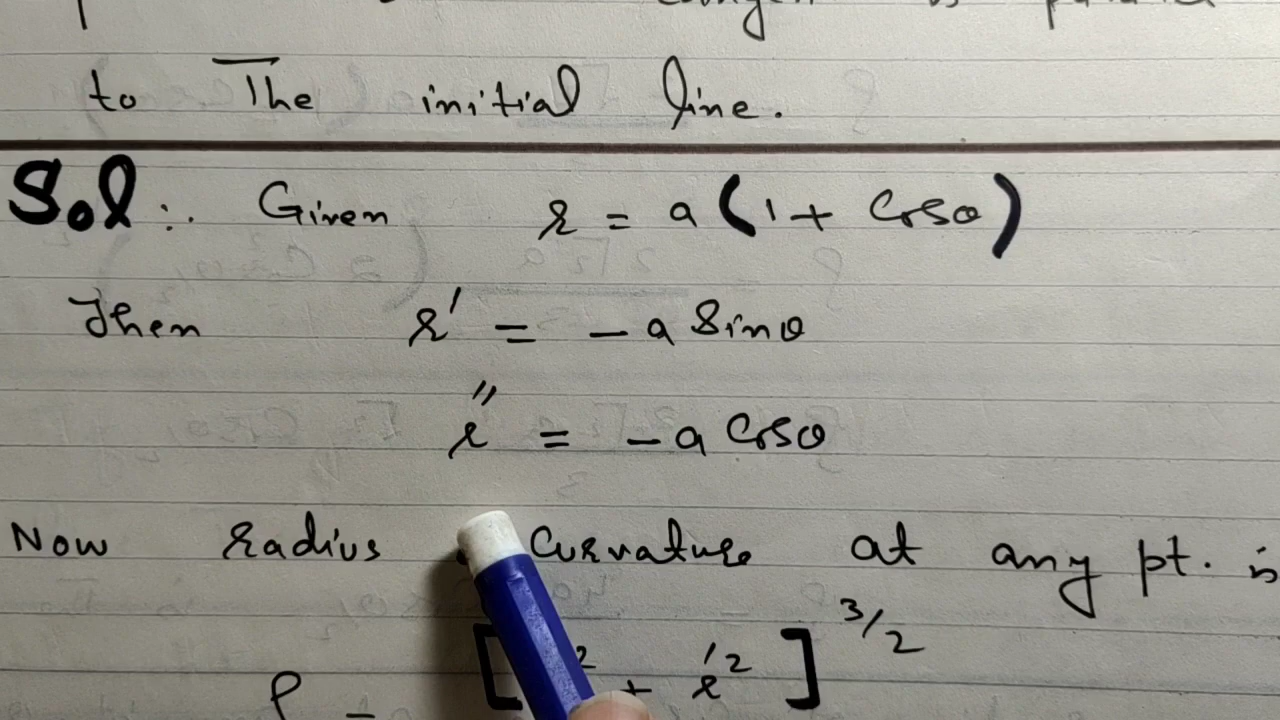 to The initial line.
Sol:. Given r = a (1 + Cosθ)
Then r' = - a Sinθ
r'' = - a Cosθ
Now radius Curvature at any pt. is
ρ = [ ² + r'² ]^3/2